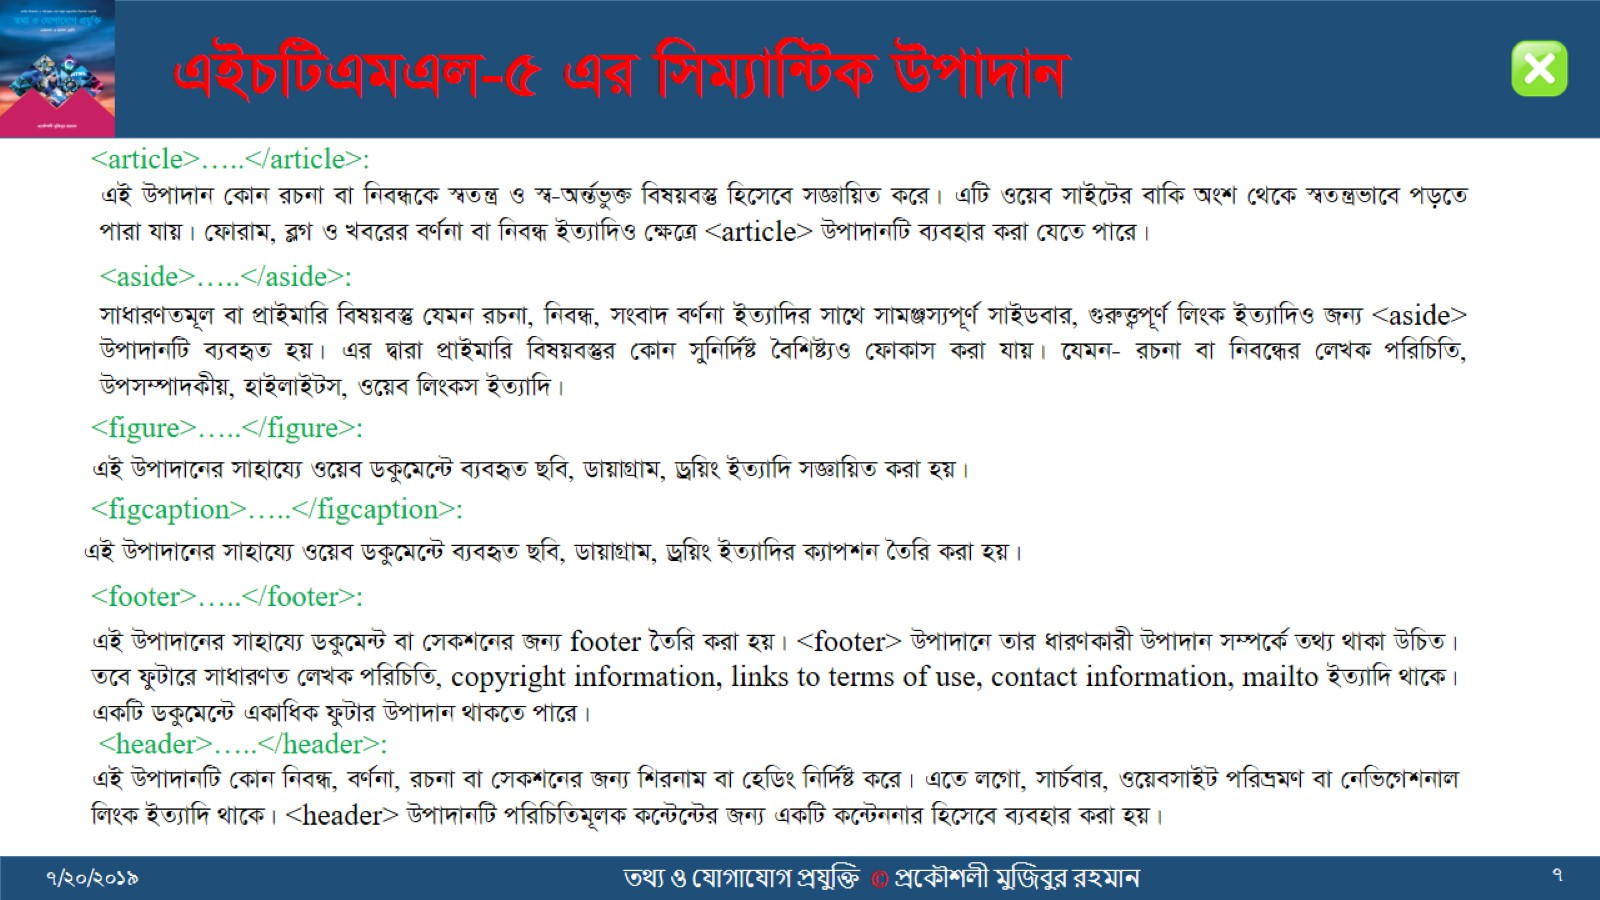 তথ্য ও যোগাযোগ প্রযুক্তি
এইচটিএমএল-৫ এর সিম্যান্টিক উপাদান
<article>…..</article>:
এই উপাদান কোন রচনা বা নিবন্ধকে স্বতন্ত্র ও স্ব-অর্ন্তভুক্ত বিষয়বস্তু হিসেবে সজ্ঞায়িত করে। এটি ওয়েব সাইটের বাকি অংশ থেকে স্বতন্ত্রভাবে পড়তে
পারা যায়। ফোরাম, ব্লগ ও খবরের বর্ণনা বা নিবন্ধ ইত্যাদিও ক্ষেত্রে <article> উপাদানটি ব্যবহার করা যেতে পারে।
<aside>…..</aside>:
সাধারণতমূল বা প্রাইমারি বিষয়বস্তু যেমন রচনা, নিবন্ধ, সংবাদ বর্ণনা ইত্যাদির সাথে সামঞ্জস্যপূর্ণ সাইডবার, গুরুত্ত্বপূর্ণ লিংক ইত্যাদিও জন্য <aside>
উপাদানটি ব্যবহৃত হয়। এর দ্বারা প্রাইমারি বিষয়বস্তুর কোন সুনির্দিষ্ট বৈশিষ্ট্যও ফোকাস করা যায়। যেমন- রচনা বা নিবন্ধের লেখক পরিচিতি,
উপসম্পাদকীয়, হাইলাইটস, ওয়েব লিংকস ইত্যাদি।
<figure>…..</figure>:
এই উপাদানের সাহায্যে ওয়েব ডকুমেন্টে ব্যবহৃত ছবি, ডায়াগ্রাম, ড্রয়িং ইত্যাদি সজ্ঞায়িত করা হয়।
<figcaption>…..</figcaption>:
এই উপাদানের সাহায্যে ওয়েব ডকুমেন্টে ব্যবহৃত ছবি, ডায়াগ্রাম, ড্রয়িং ইত্যাদির ক্যাপশন তৈরি করা হয়।
<footer>…..</footer>:
এই উপাদানের সাহায্যে ডকুমেন্ট বা সেকশনের জন্য footer তৈরি করা হয়। <footer> উপাদানে তার ধারণকারী উপাদান সম্পর্কে তথ্য থাকা উচিত।
তবে ফুটারে সাধারণত লেখক পরিচিতি, copyright information, links to terms of use, contact information, mailto ইত্যাদি থাকে।
একটি ডকুমেন্টে একাধিক ফুটার উপাদান থাকতে পারে।
<header>…..</header>:
এই উপাদানটি কোন নিবন্ধ, বর্ণনা, রচনা বা সেকশনের জন্য শিরনাম বা হেডিং নির্দিষ্ট করে। এতে লগো, সার্চবার, ওয়েবসাইট পরিভ্রমণ বা নেভিগেশনাল
লিংক ইত্যাদি থাকে। <header> উপাদানটি পরিচিতিমূলক কন্টেন্টের জন্য একটি কন্টেননার হিসেবে ব্যবহার করা হয়।
৭/২০/২০১৯
তথ্য ও যোগাযোগ প্রযুক্তি © প্রকৌশলী মুজিবুর রহমান
৭